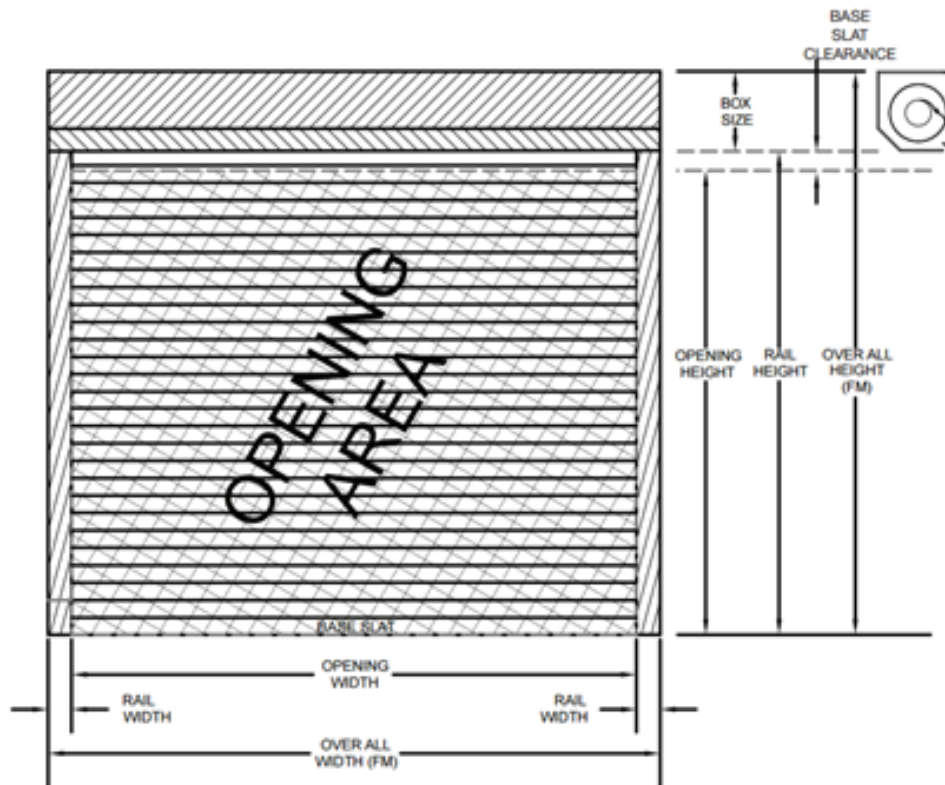 BASE
SLAT
CLEARANCE
BOX
SIZE
OPENING
AREA
OPENING
HEIGHT
RAIL
HEIGHT
OVER ALL
HEIGHT
(FM)
BASE SLAT
OPENING
WIDTH
RAIL
WIDTH
RAIL
WIDTH
OVER ALL
WIDTH (FM)